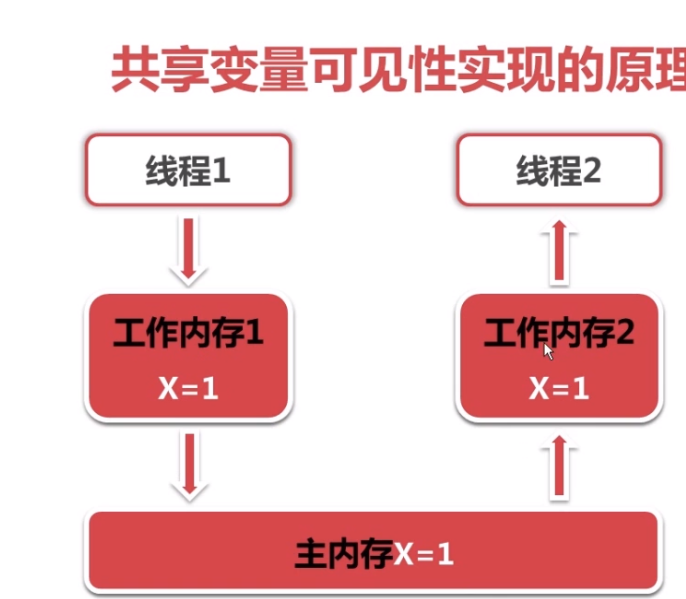 共享变量可见性实现的原理
线程1
线程2
工作内存1
X=1
工作内存2
X=1
主内存X=1